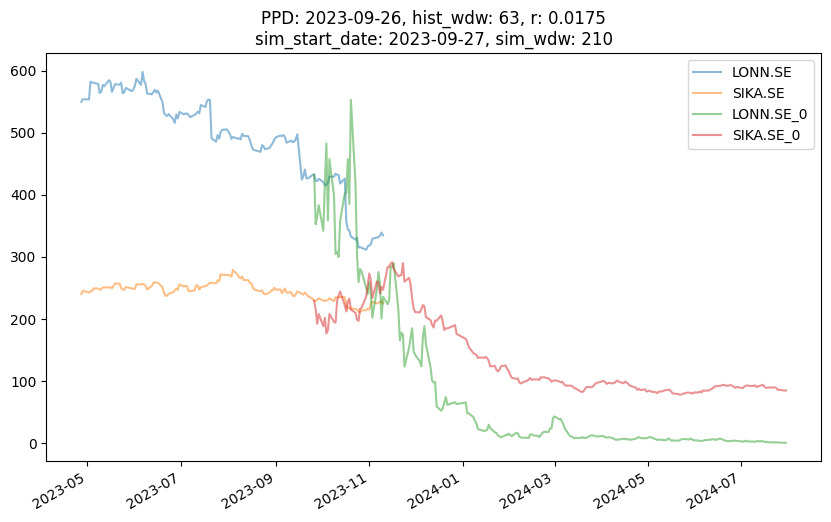 PPD: 2023-09-26, hist_wdw: 63, r: 0.0175
sim_start_date: 2023-09-27, sim_wdw: 210
LONN.SE
SIKA.SE
LONN.SE_0
SIKA.SE_0
600
500
400
300
200
100
0
2023-05
2023-07
2023-09
2023-11
2024-01
2024-03
2024-05
2024-07